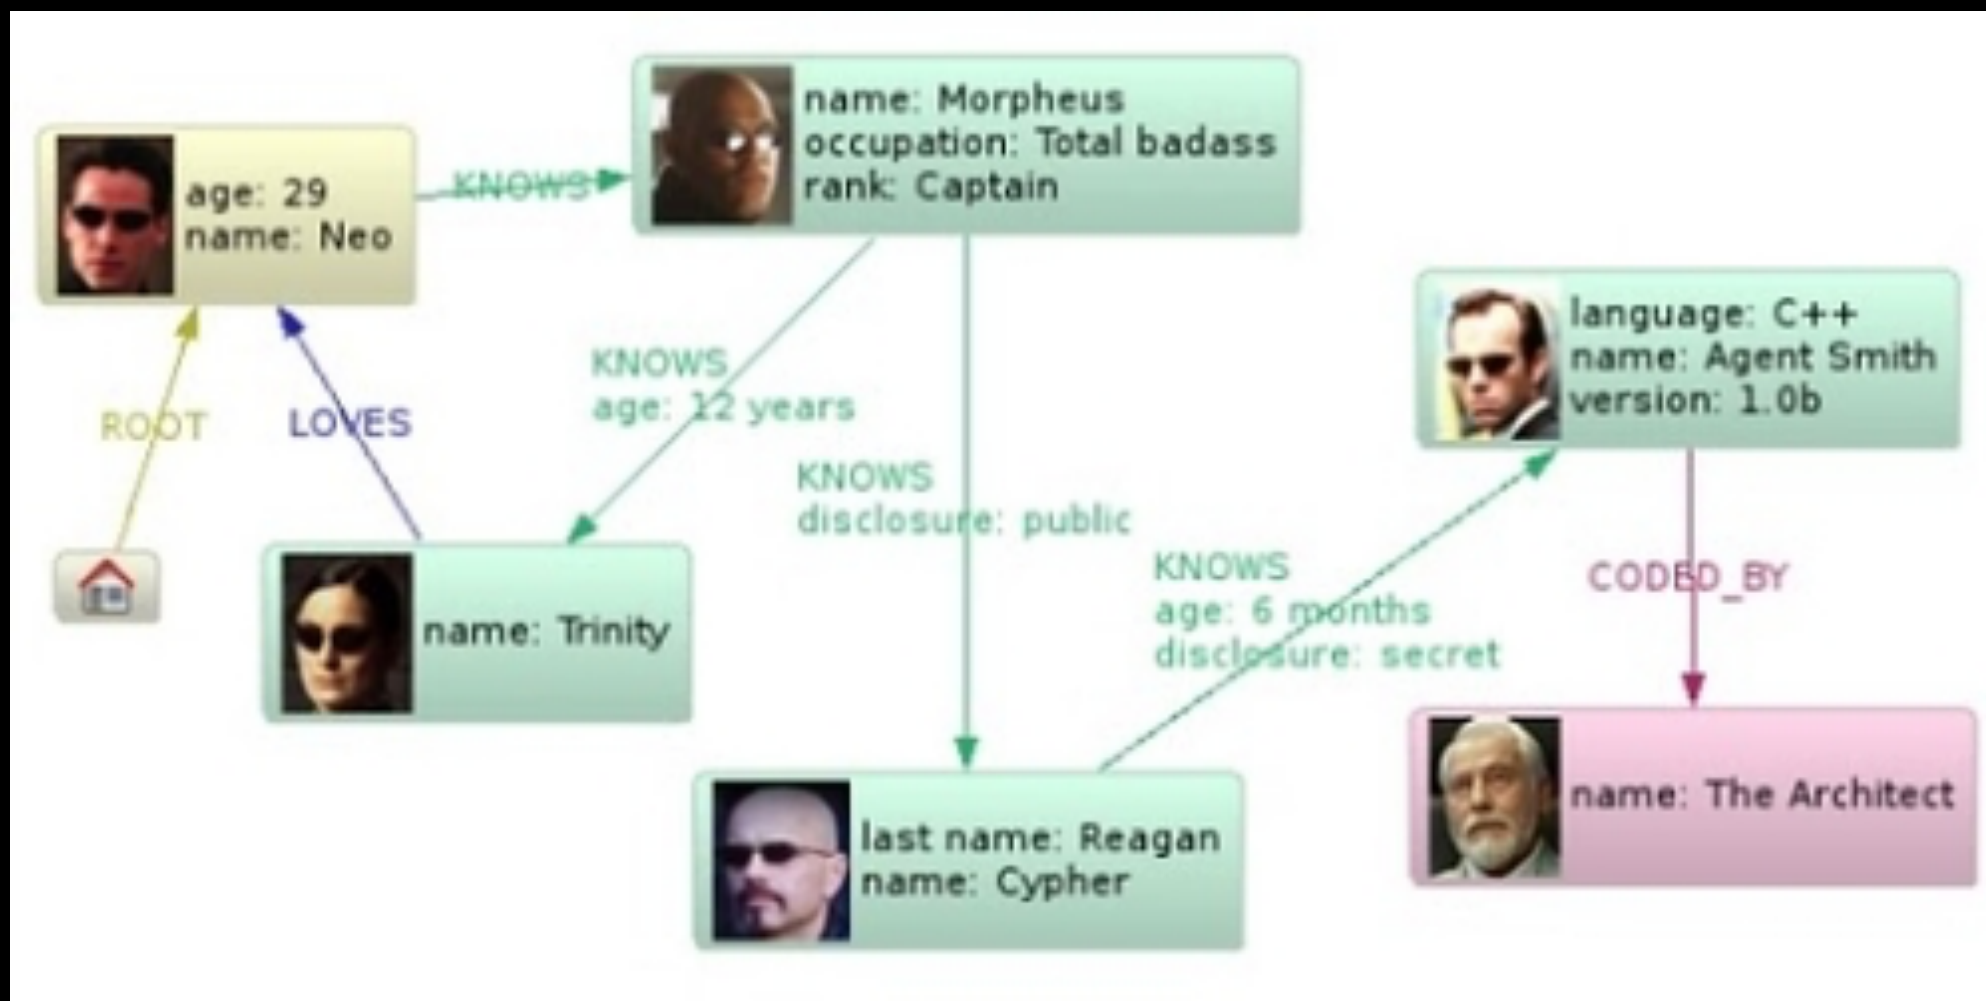 name: Morpheus
occupation: Total badass
rank: Captain
age: 29
name: Neo
KNOWS
language: C++
name: Agent Smith
version: 1.0b
KNOWS
age: 12 years
ROOT
LOVES
KNOWS
disclosure: public
KNOWS
age: 6 months
disclosure: secret
CODED_BY
name: Trinity
name: The Architect
last name: Reagan
name: Cypher